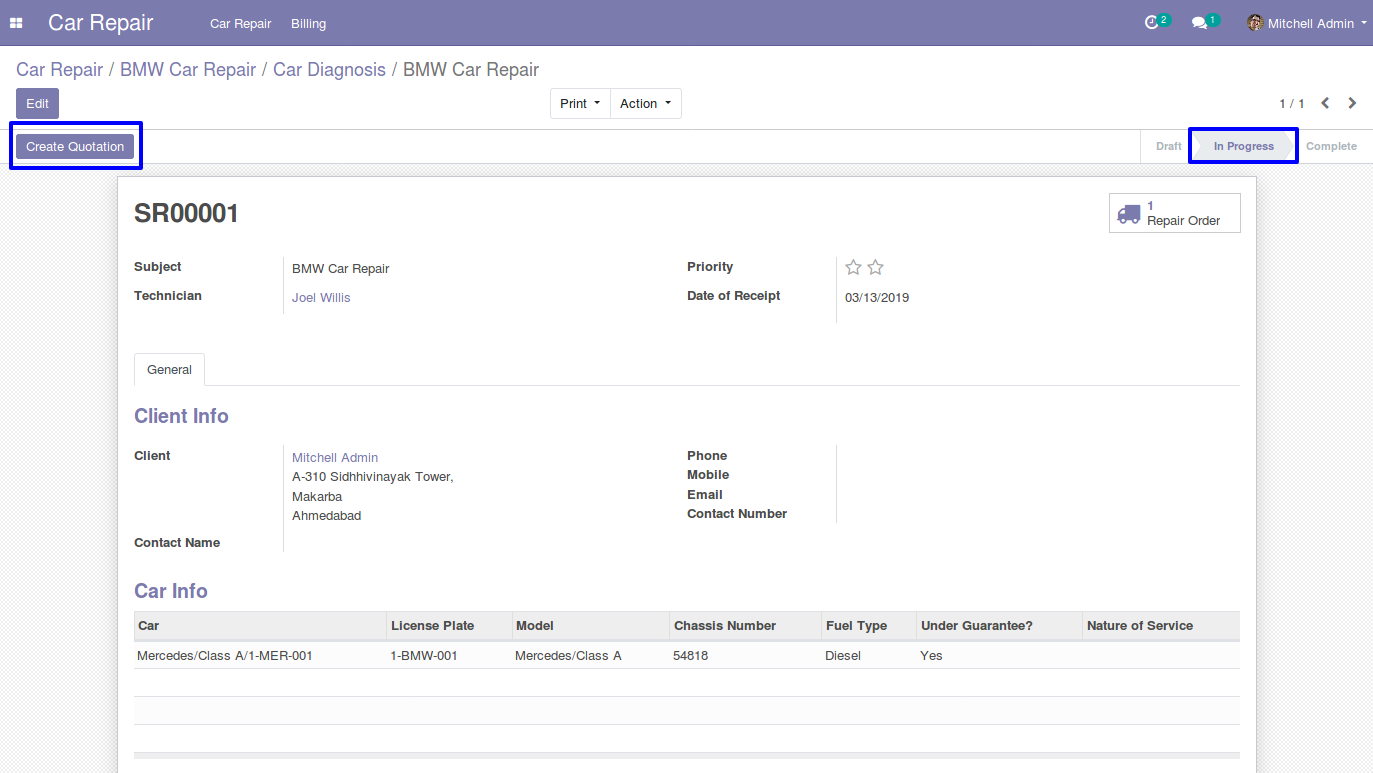 Car Repair Car Repair Billing 2 1 Mitchell Admin
Car Repair / BMW Car Repair / Car Diagnosis / BMW Car Repair
Edit Print Action 1 / 1
Create Quotation Draft In Progress Complete
SR00001
1
Repair Order
Subject BMW Car Repair Priority
Technician Joel Willis Date of Receipt 03/13/2019
General
Client Info
Client Mitchell Admin Phone
A-310 Sidhhivinayak Tower, Mobile
Makarba Email
Ahmedabad Contact Number
Contact Name
Car Info
Car License Plate Model Chassis Number Fuel Type Under Guarantee? Nature of Service
Mercedes/Class A/1-MER-001 1-BMW-001 Mercedes/Class A 54818 Diesel Yes